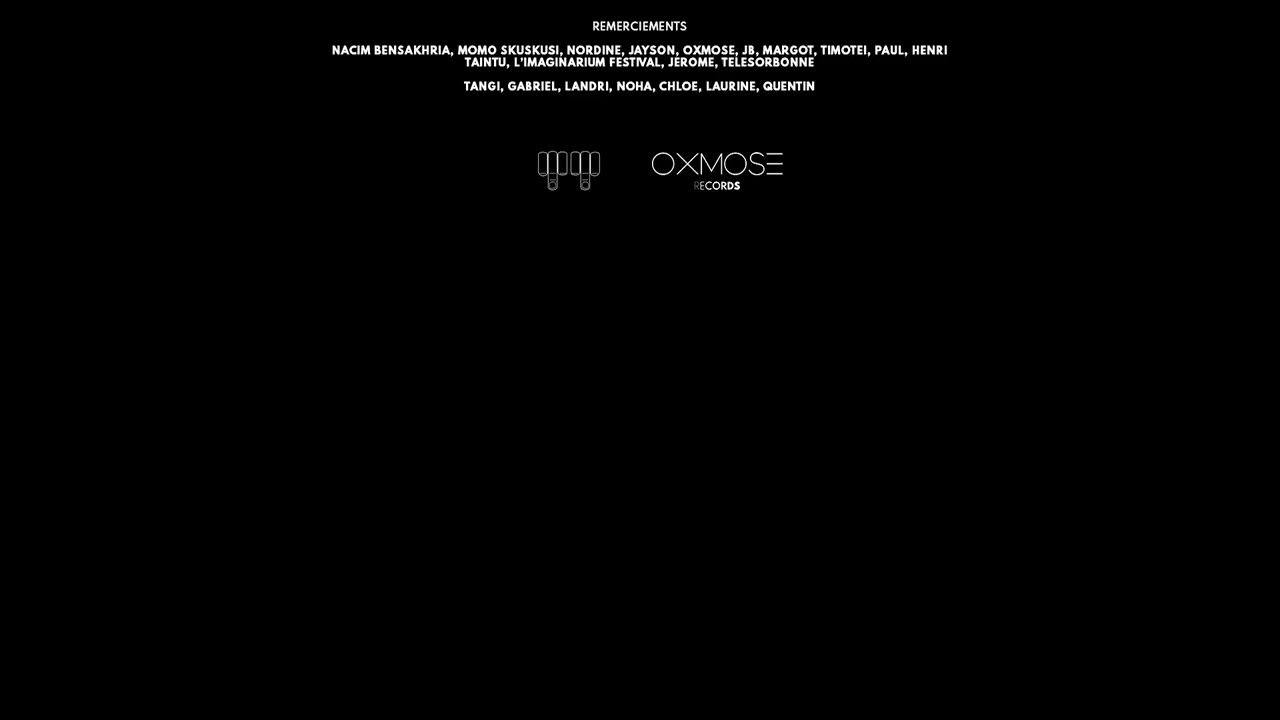 REMERCIEMENTS
NACIM BENSAKHRIA, MOMO SKUSKUSI, NORDINE, JAYSON, OXMOSE, JB, MARGOT, TIMOTEI, PAUL, HENRI
TAINTU, L'IMAGINARIUM FESTIVAL, JEROME, TELESORBONNE
TANGI, GABRIEL, LANDRI, NOHA, CHLOE, LAURINE, QUENTIN
OXMOSE
RECORDS